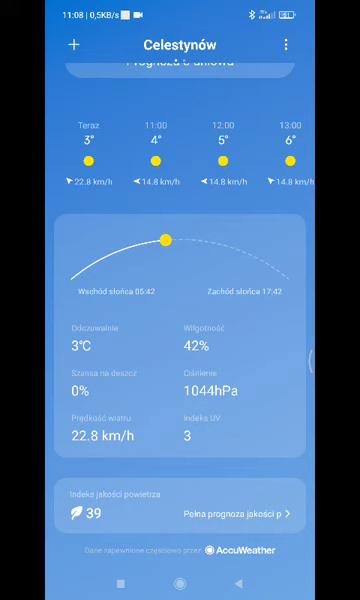 11:08 | 0,5KB/s
Celestynów
Prognoza 5-dniowa
Teraz 11:00 12:00 13:00
3° 4° 5° 6°
22.8 km/h 14.8 km/h 14.8 km/h 14.8 km/h
Wschód słońca 05:42 Zachód słońca 17:42
Odczuwalnie Wilgotność
3°C 42%
Szansa na deszcz Ciśnienie
0% 1044hPa
Prędkość wiatru Indeks UV
22.8 km/h 3
Indeks jakości powietrza
39 Pełna prognoza jakości p
Dane zapewnione częściowo przez AccuWeather